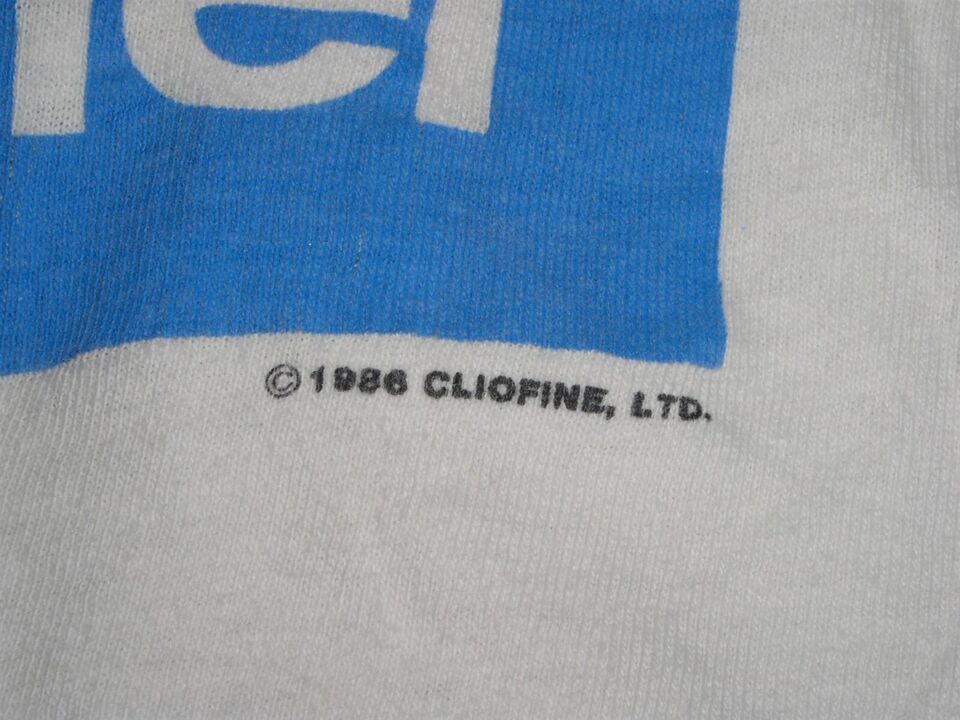 © 1986 CLIOFINE, LTD.